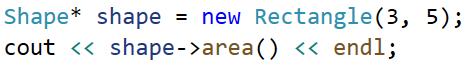 Shape* shape = new Rectangle(3, 5);
cout << shape->area() << endl;